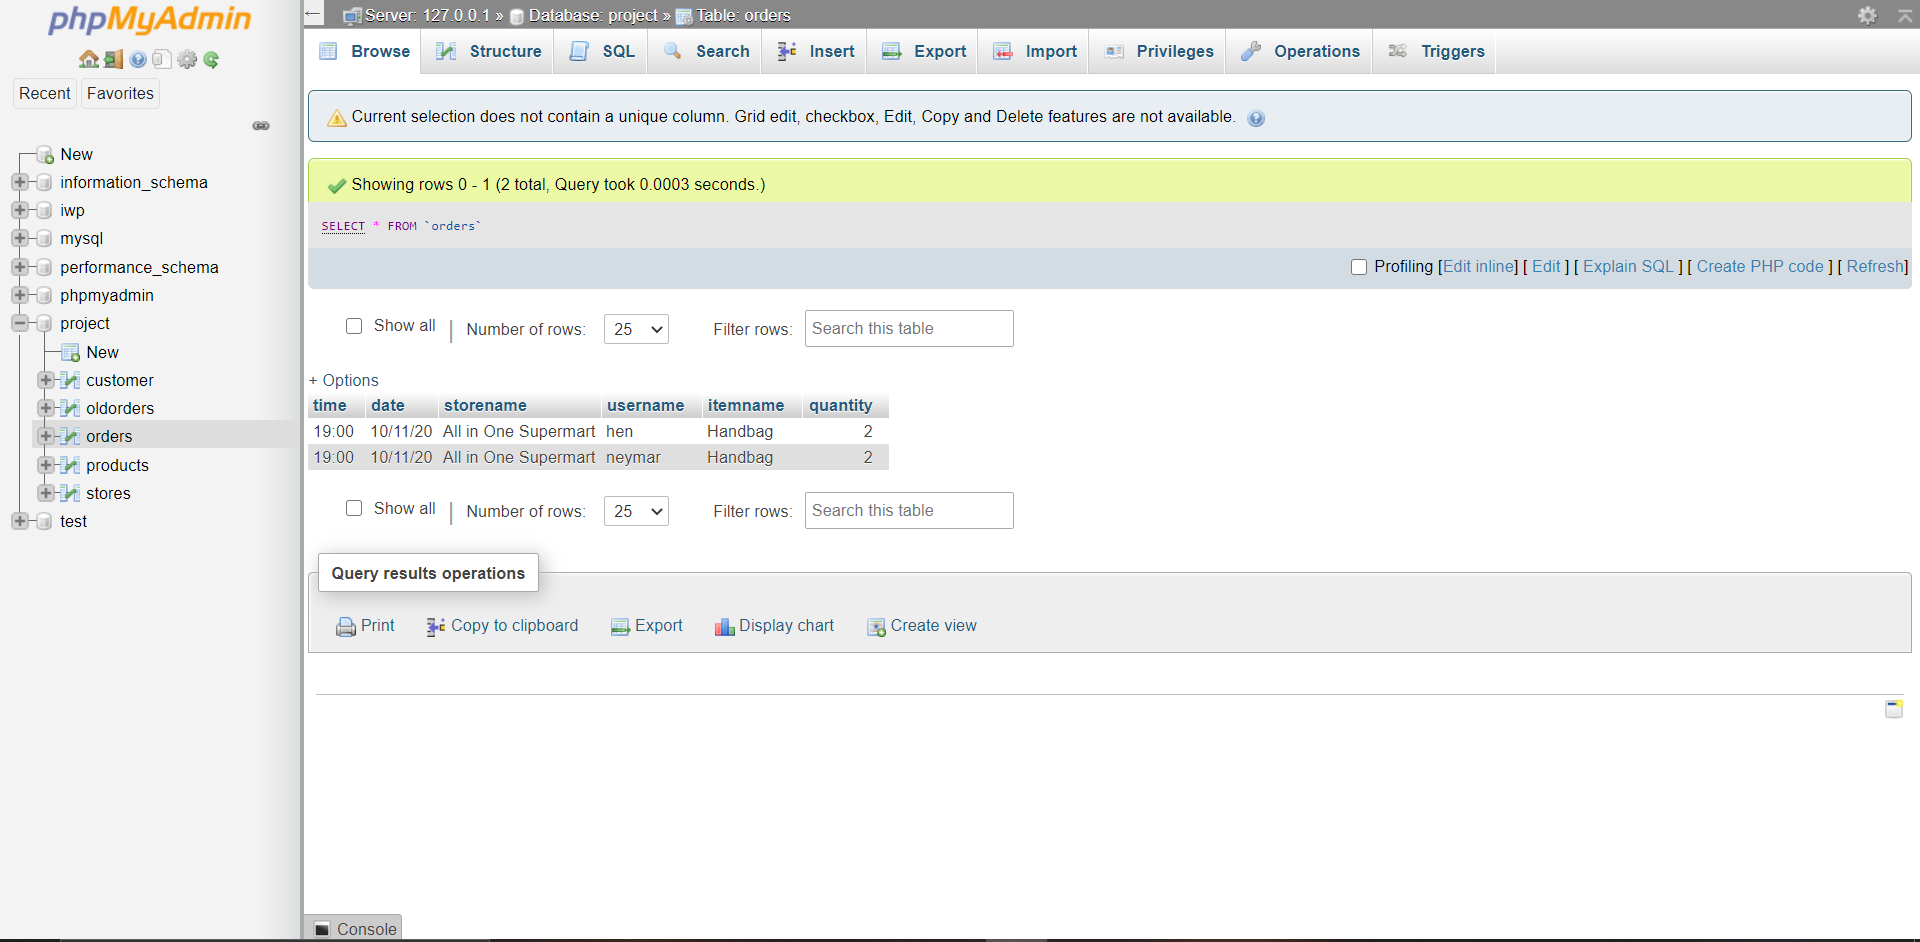 phpMyAdmin
Recent Favorites
New
information_schema
iwp
mysql
performance_schema
phpmyadmin
project
New
customer
oldorders
orders
products
stores
test
Server: 127.0.0.1 » Database: project » Table: orders
Browse Structure SQL Search Insert Export Import Privileges Operations Triggers
Current selection does not contain a unique column. Grid edit, checkbox, Edit, Copy and Delete features are not available.
Showing rows 0 - 1 (2 total, Query took 0.0003 seconds.)
SELECT * FROM `orders`
Profiling [Edit inline] [ Edit ] [ Explain SQL ] [ Create PHP code ] [ Refresh]
Show all | Number of rows: 25 Filter rows: Search this table
+ Options
time date storename username itemname quantity
19:00 10/11/20 All in One Supermart hen Handbag 2
19:00 10/11/20 All in One Supermart neymar Handbag 2
Show all | Number of rows: 25 Filter rows: Search this table
Query results operations
Print Copy to clipboard Export Display chart Create view
Console